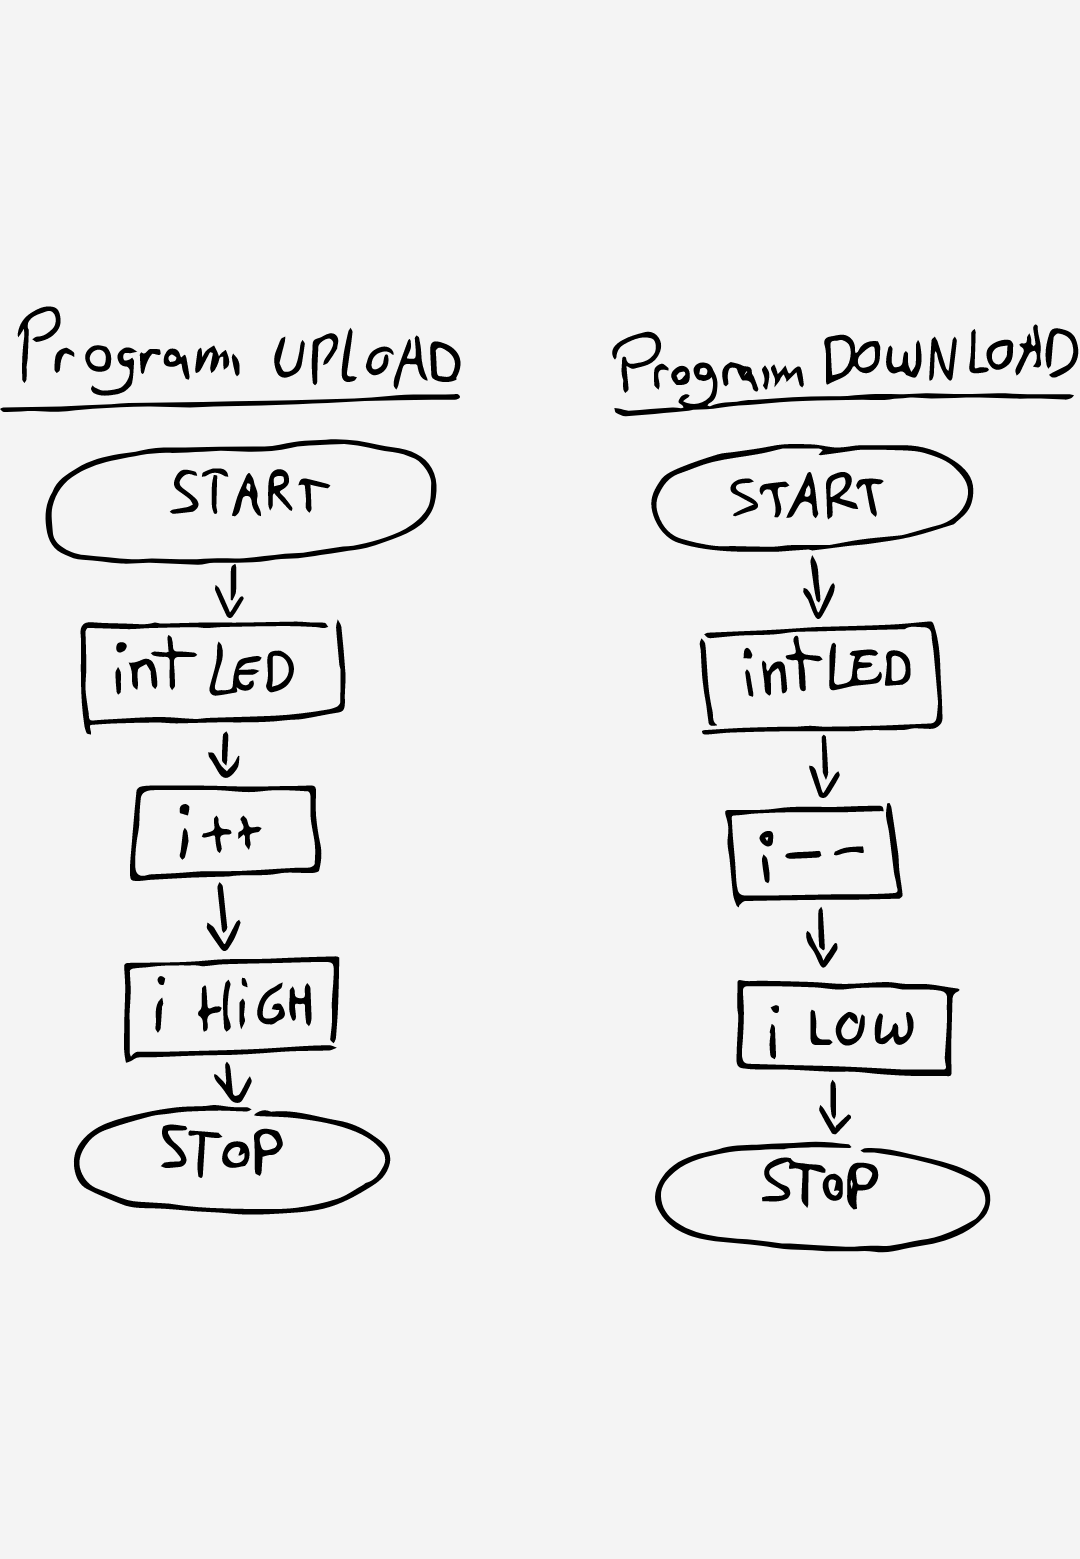 Program UPLOAD
START
int LED
i++
i HiGH
STOP
Program DOWNLOAD
START
int LED
i--
i LOW
STOP